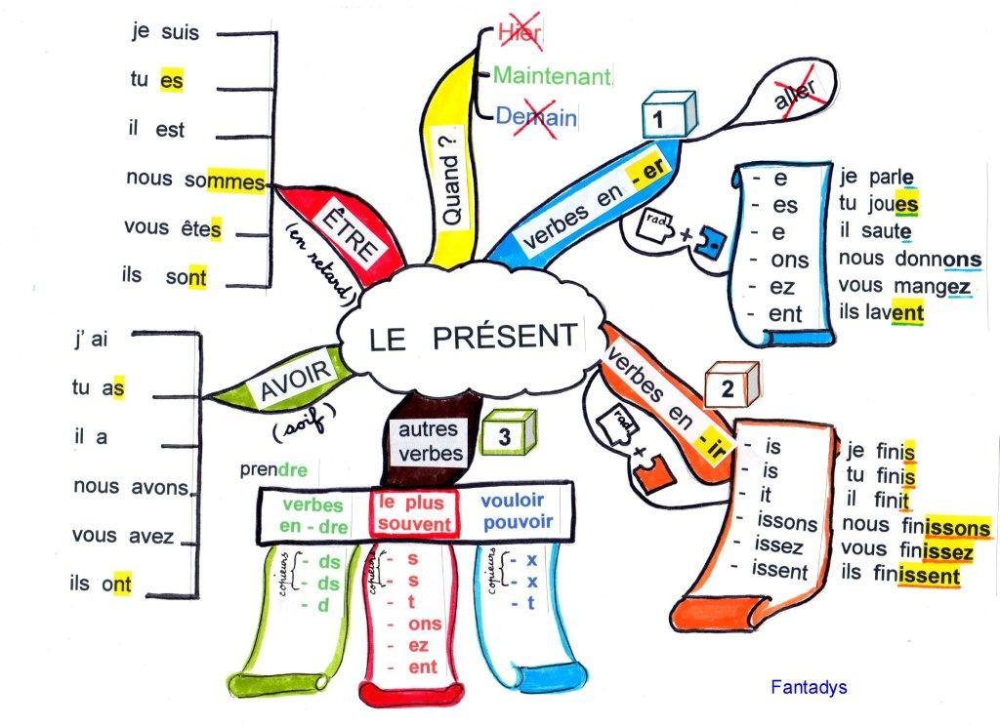 je suis
tu es
il est
nous sommes
vous êtes
ils sont
ÊTRE
(en retard)
Quand ?
Hier
Maintenant
Demain
1
verbes en - er
aller
rad
+
- e
- es
- e
- ons
- ez
- ent
je parle
tu joues
il saute
nous donnons
vous mangez
ils lavent
LE PRÉSENT
j' ai
tu as
il a
nous avons
vous avez
ils ont
AVOIR
(soif)
2
verbes en - ir
rad
+
- is
- is
- it
- issons
- issez
- issent
je finis
tu finis
il finit
nous finissons
vous finissez
ils finissent
3
autres
verbes
prendre
verbes
en - dre
le plus
souvent
vouloir
pouvoir
copieurs
- ds
- ds
- d
copieurs
- s
- s
- t
- ons
- ez
- ent
copieurs
- x
- x
- t
Fantadys